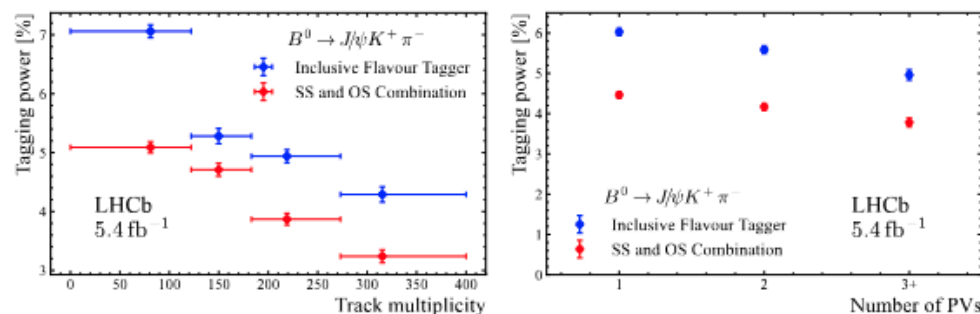 Tagging power [%]
7
6
5
4
3
B⁰ → J/ψK⁺ π⁻
Inclusive Flavour Tagger
SS and OS Combination
LHCb
5.4 fb⁻¹
0 50 100 150 200 250 300 350 400
Track multiplicity
Tagging power [%]
6
5
4
3
2
1
0
B⁰ → J/ψK⁺ π⁻
Inclusive Flavour Tagger
SS and OS Combination
LHCb
5.4 fb⁻¹
1 2 3+
Number of PVs